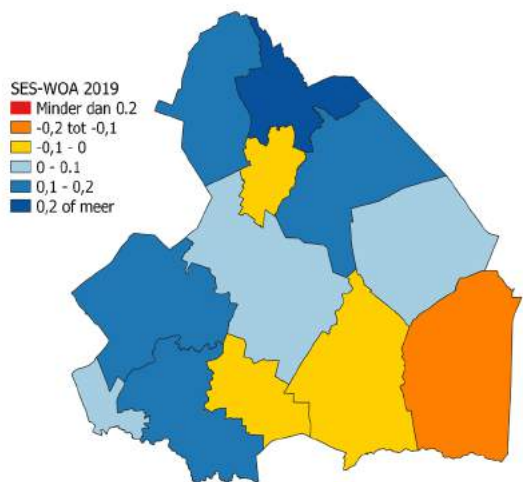 SES-WOA 2019
Minder dan 0.2
-0,2 tot -0,1
-0,1 - 0
0 - 0.1
0,1 - 0,2
0,2 of meer